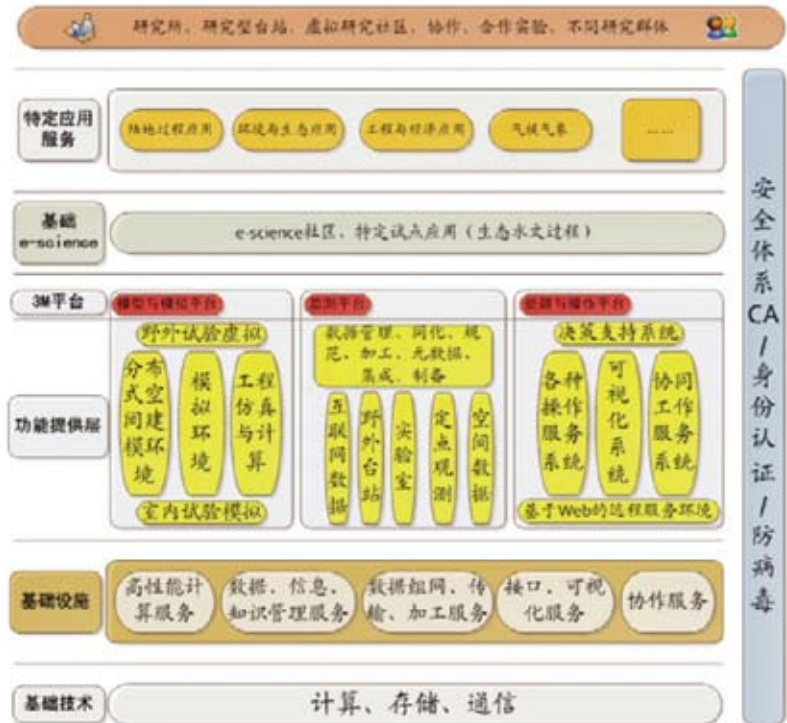 研究所、研究型台站、虚拟研究社区、协作、合作实验、不同研究群体
特定应用
服务
陆地过程应用
环境与生态应用
工程与经济应用
气候气象
……
基础
e-science
e-science社区、特定试点应用(生态水文过程)
3M平台
模型与模拟平台
监测平台
管理与操作平台
功能提供层
野外试验虚拟
分布式空间建模环境
模拟环境
工程仿真与计算
室内试验模拟
数据管理、同化、规
范、加工、元数据、
集成、制备
互联网数据
野外台站
实验室
定点观测
空间数据
决策支持系统
各种操作服务系统
可视化系统
协同工作服务系统
基于Web的远程服务环境
基础设施
高性能计
算服务
数据、信息、
知识管理服务
数据组网、传
输、加工服务
接口、可视
化服务
协作服务
基础技术
计算、存储、通信
安全体系CA/身份认证/防病毒